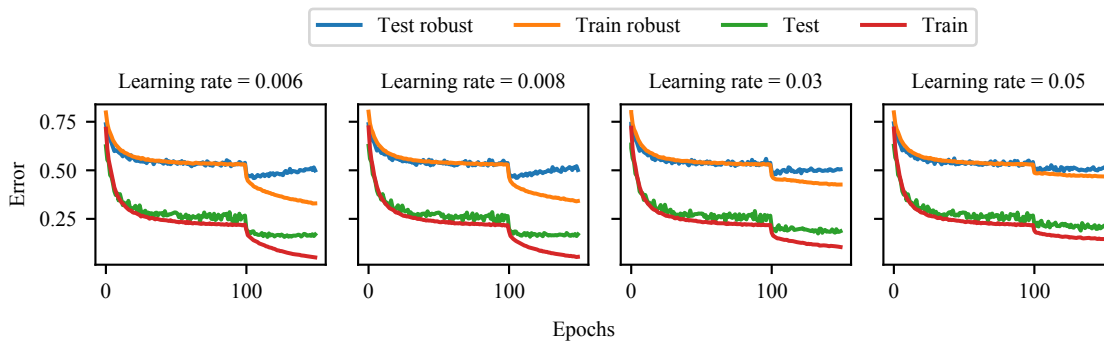 Test robust Train robust Test Train
Learning rate = 0.006 Learning rate = 0.008 Learning rate = 0.03 Learning rate = 0.05
Error
0.75
0.50
0.25
0 100 0 100 0 100 0 100
Epochs